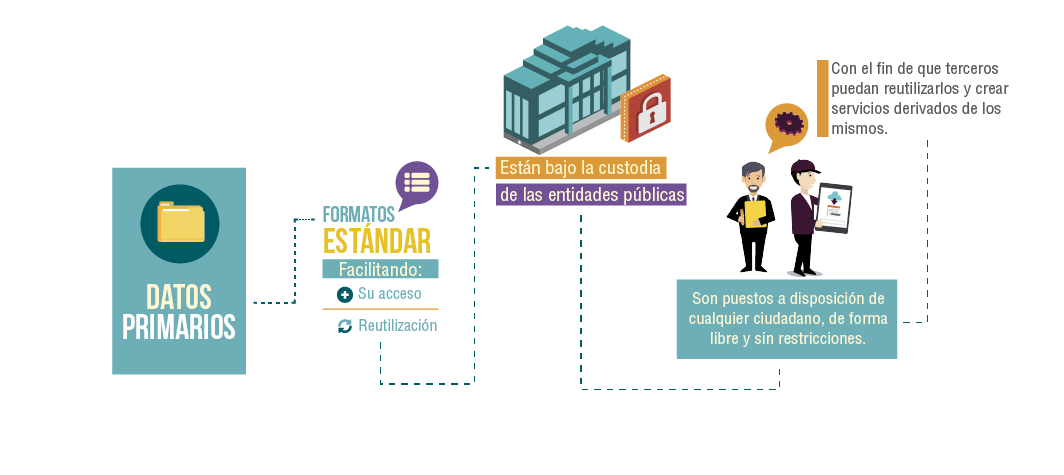 DATOS
PRIMARIOS
FORMATOS
ESTÁNDAR
Facilitando:
Su acceso
Reutilización
Están bajo la custodia
de las entidades públicas
Son puestos a disposición de
cualquier ciudadano, de forma
libre y sin restricciones.
Con el fin de que terceros
puedan reutilizarlos y crear
servicios derivados de los
mismos.